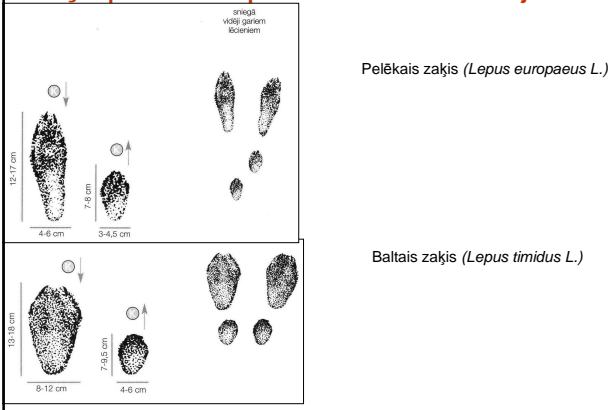 sniegā
vidēji gariem
lēcieniem
Pelēkais zaķis (Lepus europaeus L.)
12-17 cm
7-8 cm
4-6 cm
3-4,5 cm
Baltais zaķis (Lepus timidus L.)
13-18 cm
7-9,5 cm
8-12 cm
4-6 cm